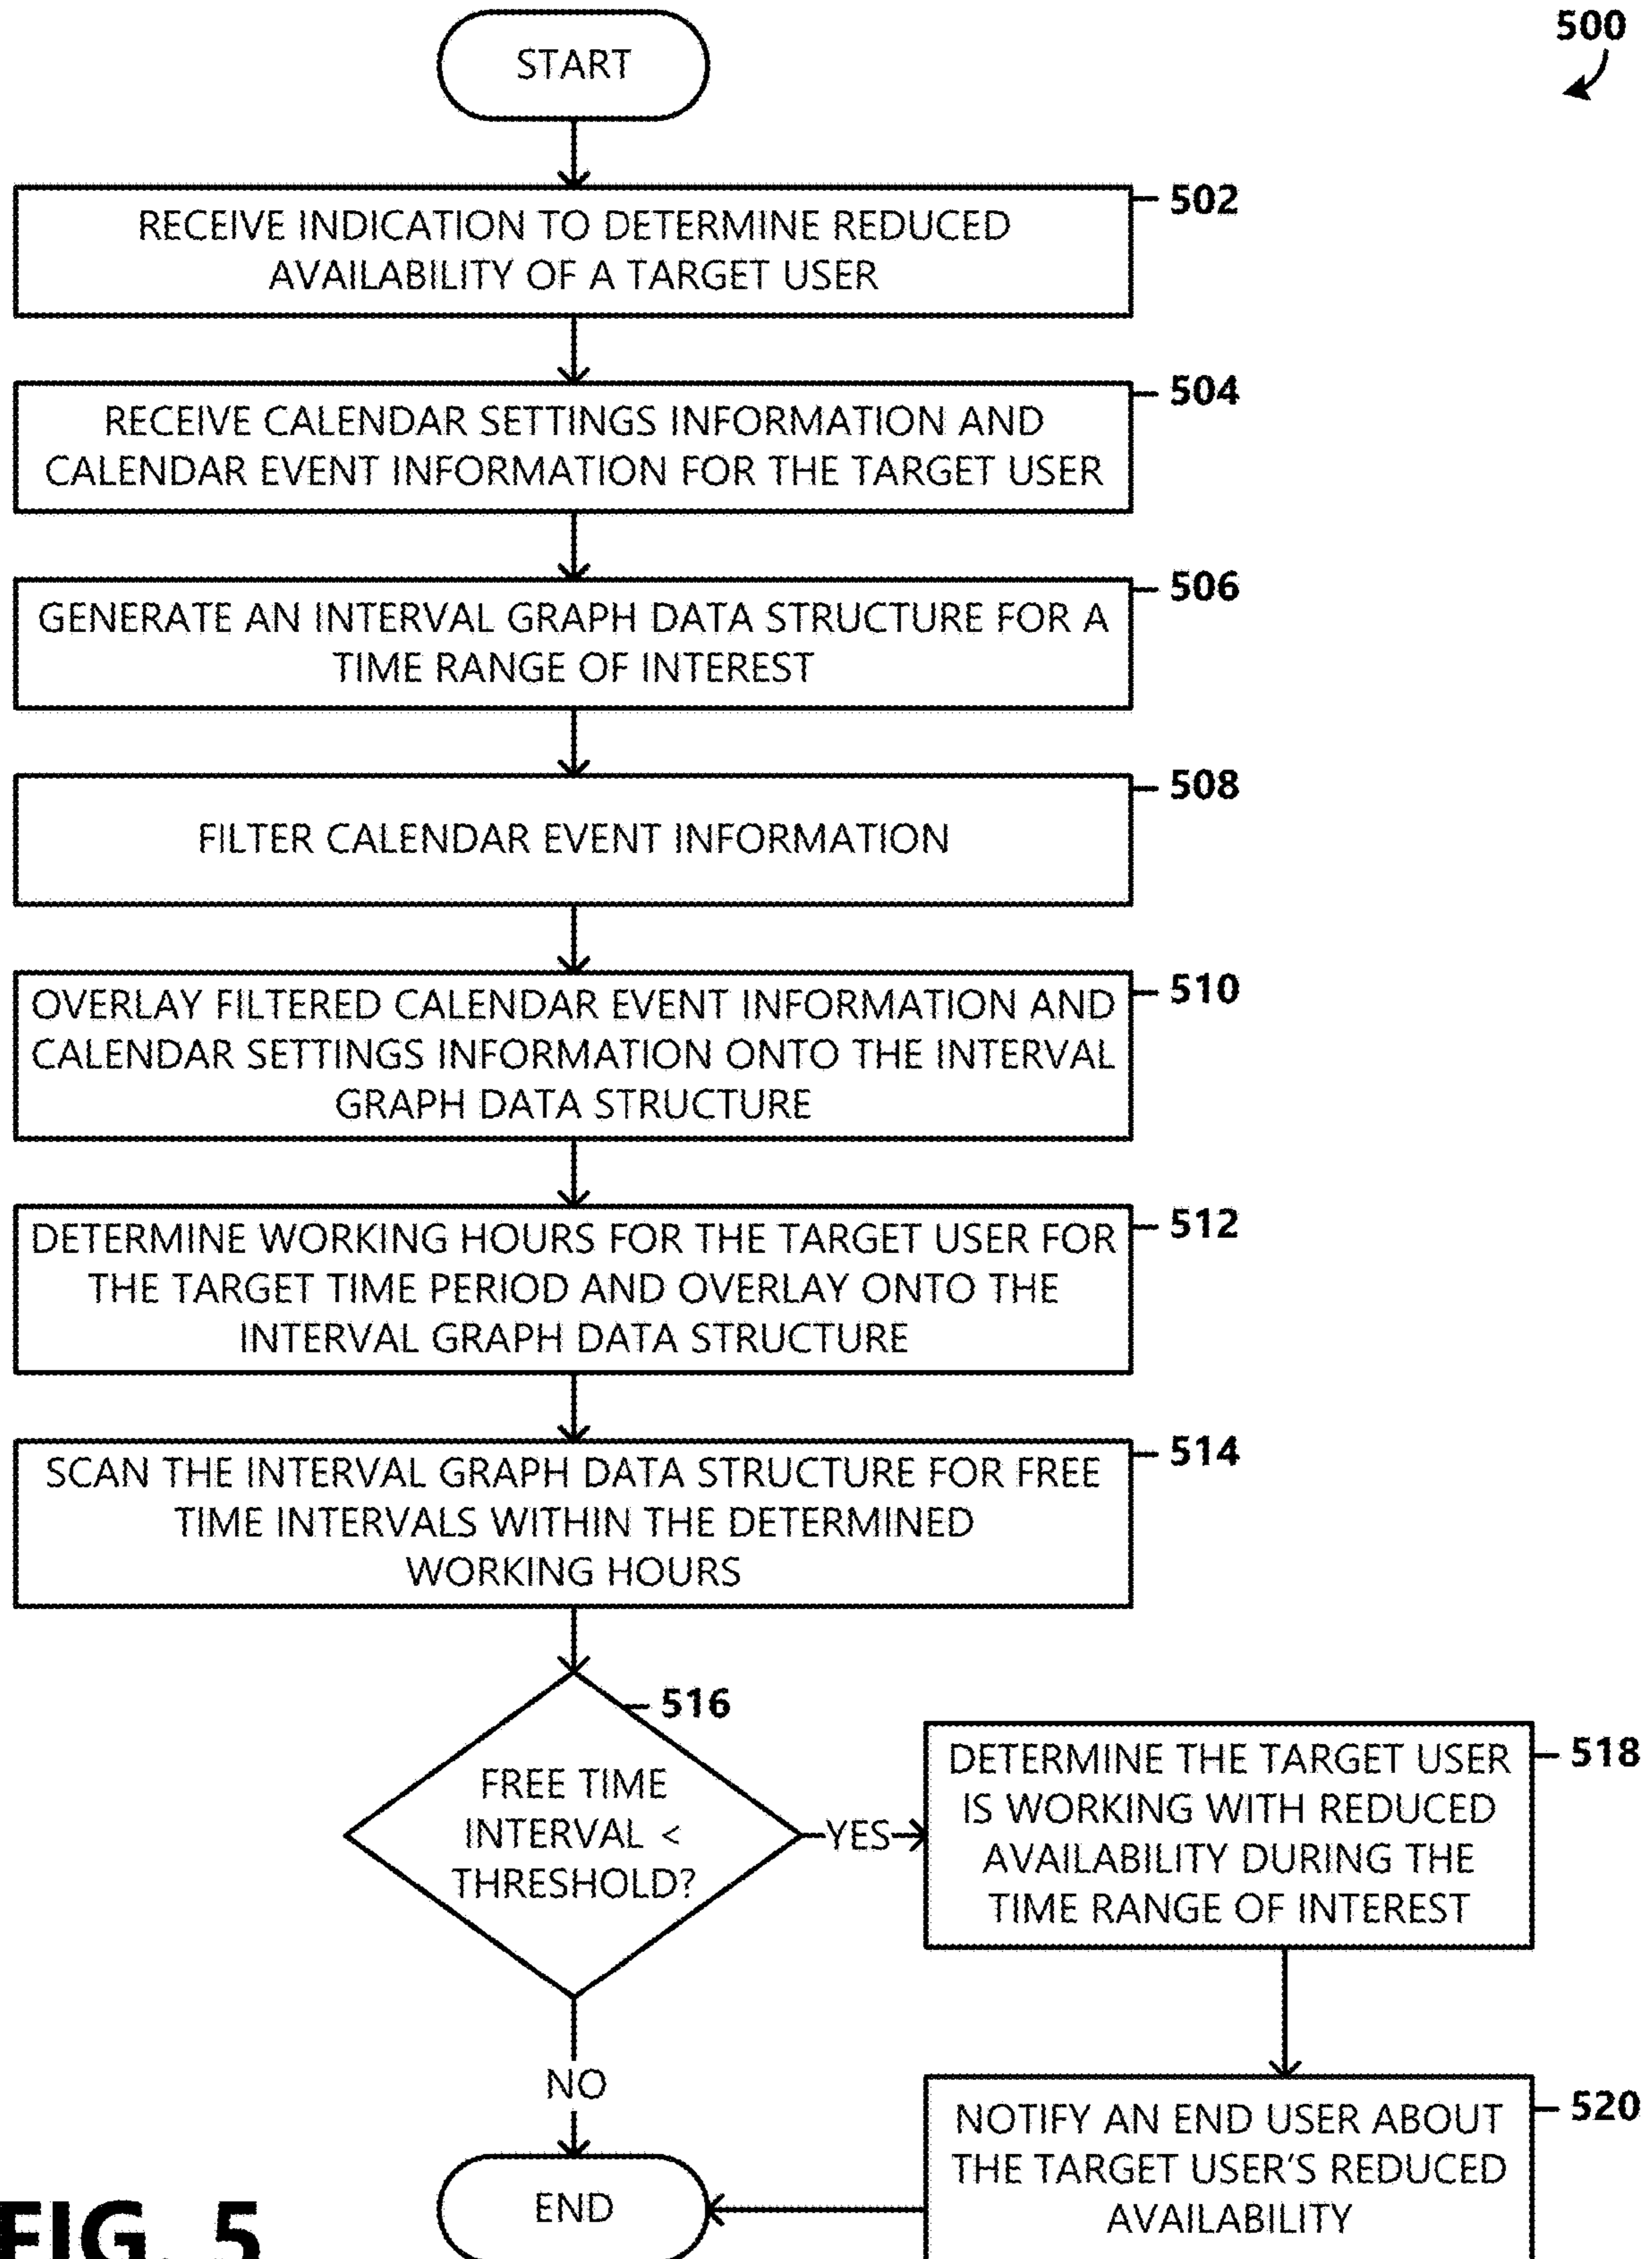 500
START
502
RECEIVE INDICATION TO DETERMINE REDUCED
AVAILABILITY OF A TARGET USER
504
RECEIVE CALENDAR SETTINGS INFORMATION AND
CALENDAR EVENT INFORMATION FOR THE TARGET USER
506
GENERATE AN INTERVAL GRAPH DATA STRUCTURE FOR A
TIME RANGE OF INTEREST
508
FILTER CALENDAR EVENT INFORMATION
510
OVERLAY FILTERED CALENDAR EVENT INFORMATION AND
CALENDAR SETTINGS INFORMATION ONTO THE INTERVAL
GRAPH DATA STRUCTURE
512
DETERMINE WORKING HOURS FOR THE TARGET USER FOR
THE TARGET TIME PERIOD AND OVERLAY ONTO THE
INTERVAL GRAPH DATA STRUCTURE
514
SCAN THE INTERVAL GRAPH DATA STRUCTURE FOR FREE
TIME INTERVALS WITHIN THE DETERMINED
WORKING HOURS
516
FREE TIME
INTERVAL <
THRESHOLD?
YES
518
DETERMINE THE TARGET USER
IS WORKING WITH REDUCED
AVAILABILITY DURING THE
TIME RANGE OF INTEREST
NO
520
NOTIFY AN END USER ABOUT
THE TARGET USER'S REDUCED
AVAILABILITY
END
FIG. 5